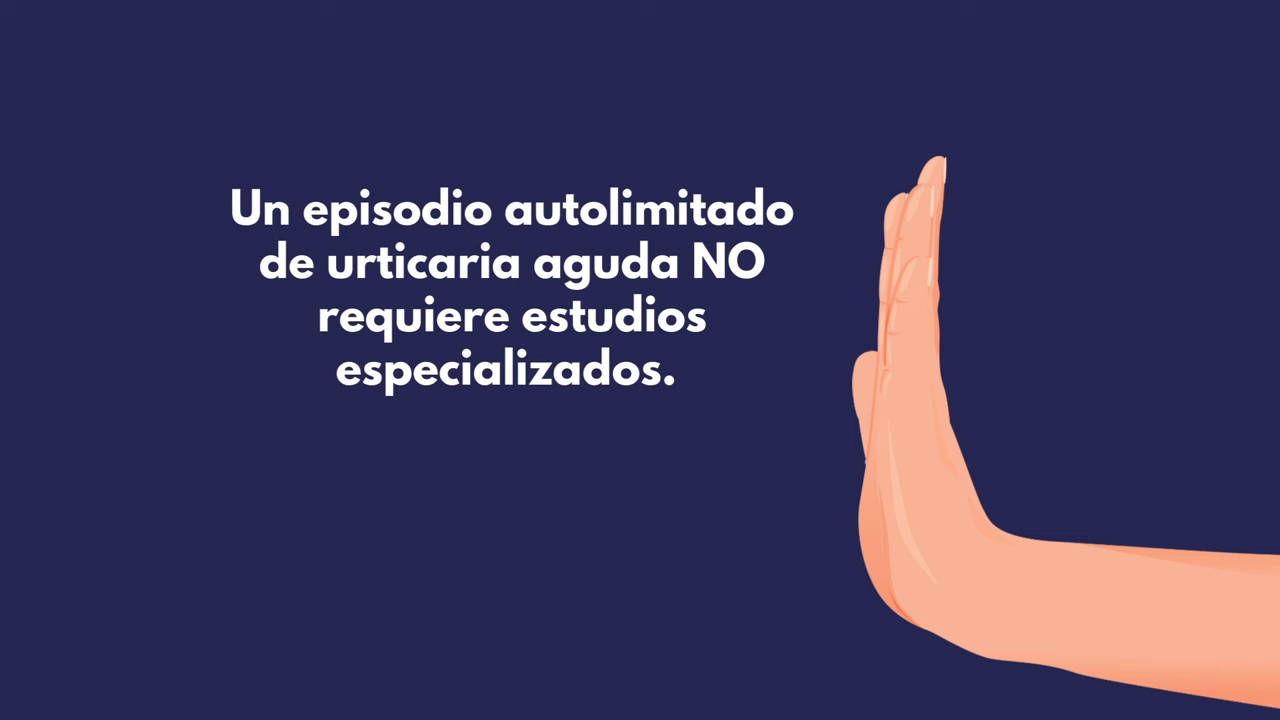 Un episodio autolimitado
de urticaria aguda NO
requiere estudios
especializados.